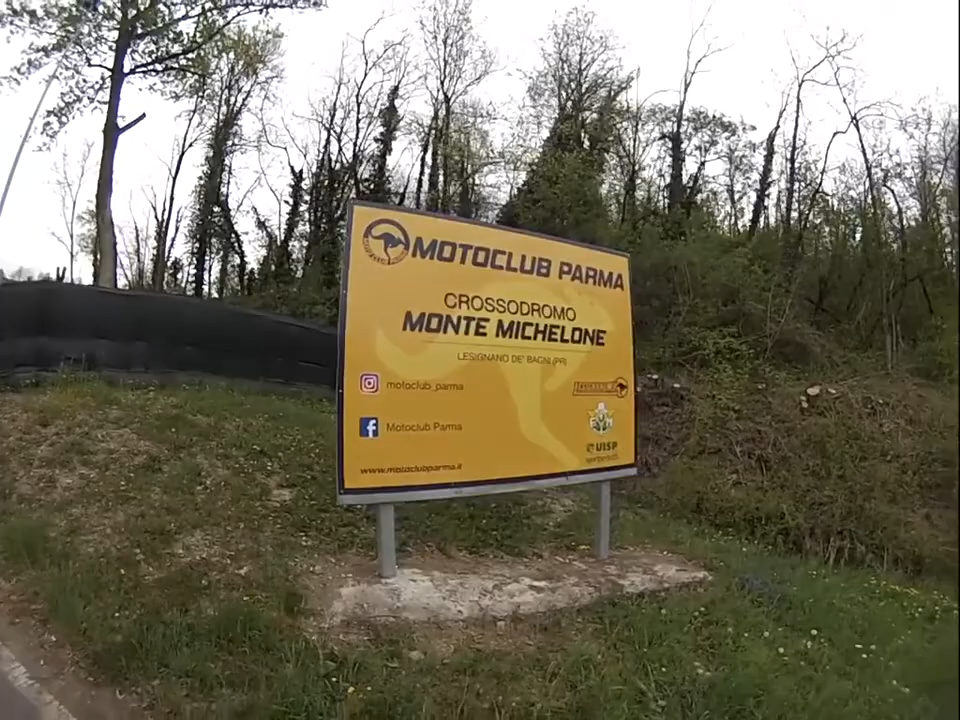 MOTOCLUB PARMA
CROSSODROMO
MONTE MICHELONE
LESIGNANO DE' BAGNI (PR)
motoclub_parma
Motoclub Parma
www.motoclubparma.it
UISP